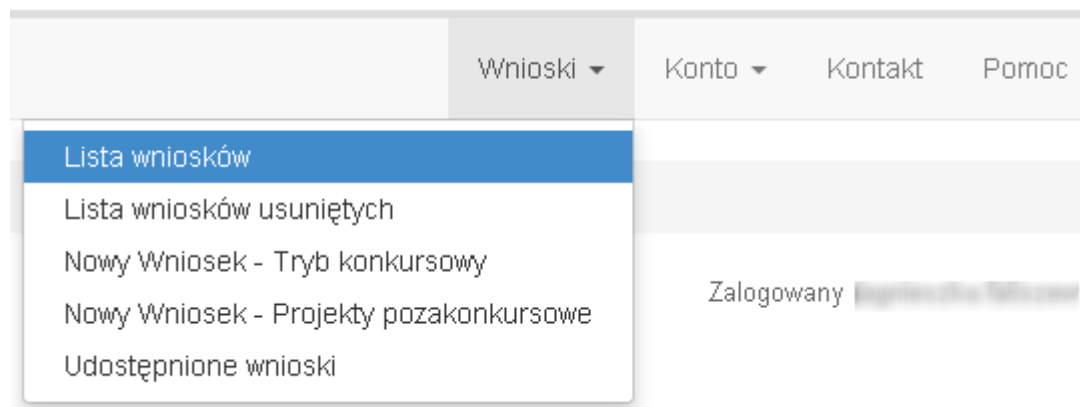 Wnioski Konto Kontakt Pomoc
Lista wniosków
Lista wniosków usuniętych
Nowy Wniosek - Tryb konkursowy
Nowy Wniosek - Projekty pozakonkursowe
Zalogowany
Udostępnione wnioski